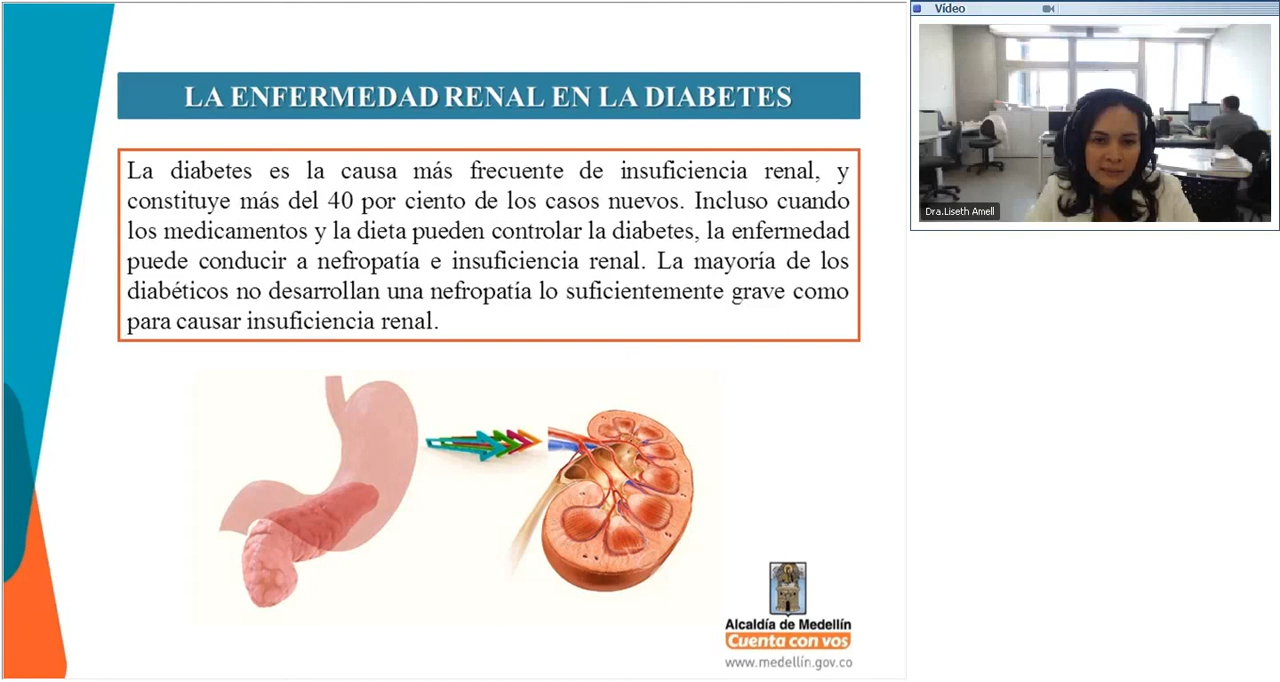 LA ENFERMEDAD RENAL EN LA DIABETES
La diabetes es la causa más frecuente de insuficiencia renal, y
constituye más del 40 por ciento de los casos nuevos. Incluso cuando
los medicamentos y la dieta pueden controlar la diabetes, la enfermedad
puede conducir a nefropatía e insuficiencia renal. La mayoría de los
diabéticos no desarrollan una nefropatía lo suficientemente grave como
para causar insuficiencia renal.
Alcaldía de Medellín
Cuenta con vos
www.medellín.gov.co
Vídeo
Dra.Liseth Amell